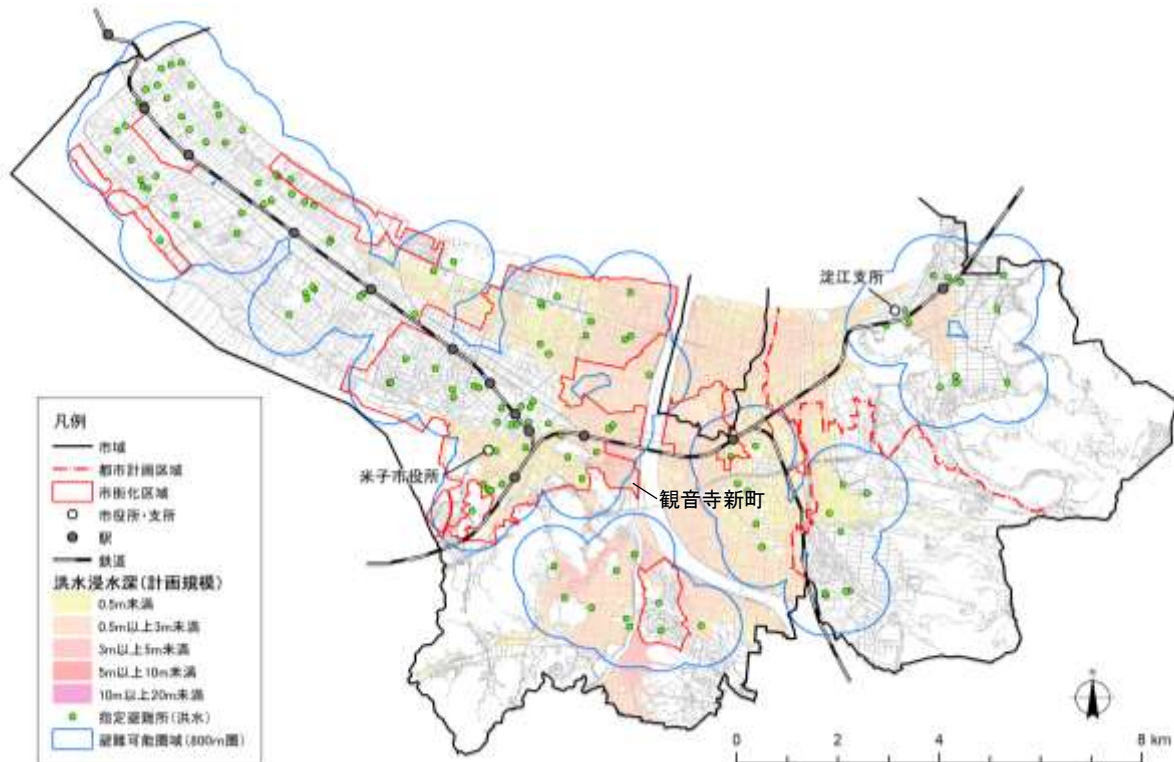 淀江支所
米子市役所
観音寺新町
凡例
市域
都市計画区域
市街化区域
市役所・支所
駅
鉄道
洪水浸水深(計画規模)
0.5m未満
0.5m以上3m未満
3m以上5m未満
5m以上10m未満
10m以上20m未満
指定避難所(洪水)
避難可能圏域(800m圏)
0 2 4 6 8 km